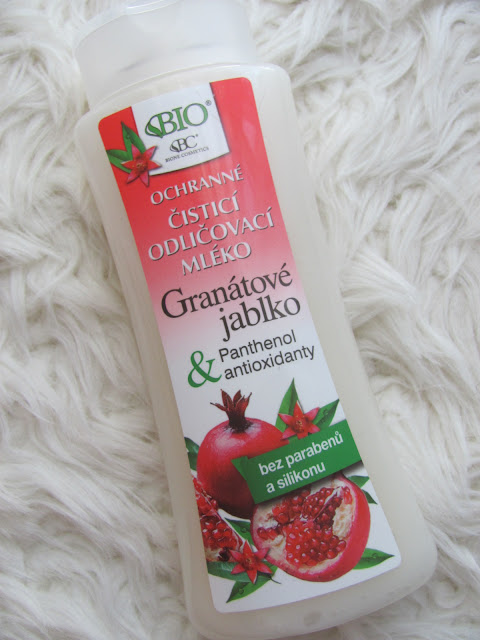 BIO®
BC®
BIONE COSMETICS
OCHRANNÉ
ČISTICÍ
ODLIČOVACÍ
MLÉKO
Granátové
jablko
& Panthenol
antioxidanty
bez parabenů
a silikonu